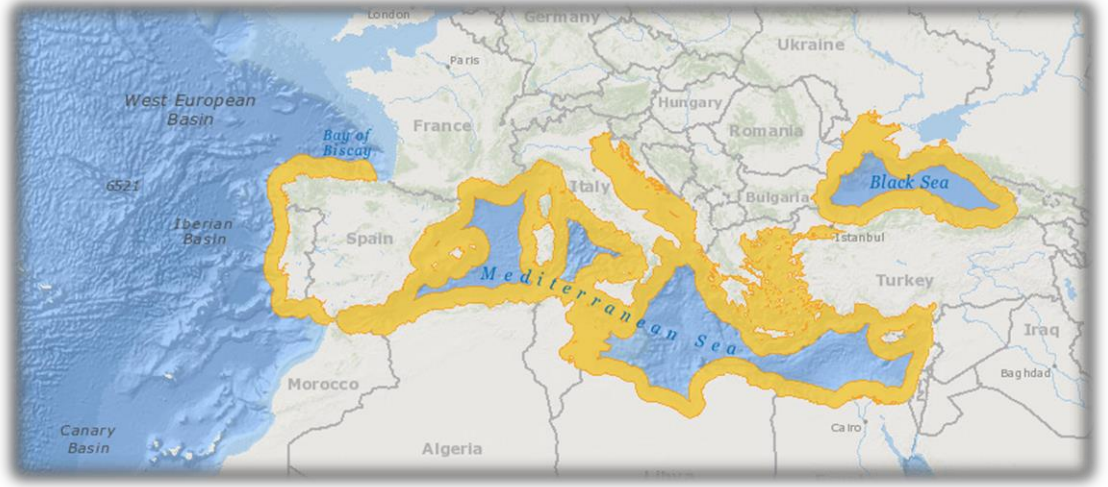 London
Germany
Ukraine
Paris
West European
Basin
Hungary
France
Romania
Bay of
Biscay
6521
Italy
Black Sea
Bulgaria
Iberian
Basin
Spain
Istanbul
Mediterranean Sea
Turkey
Iraq
Baghdad
Morocco
Cairo
Canary
Basin
Algeria
Libya